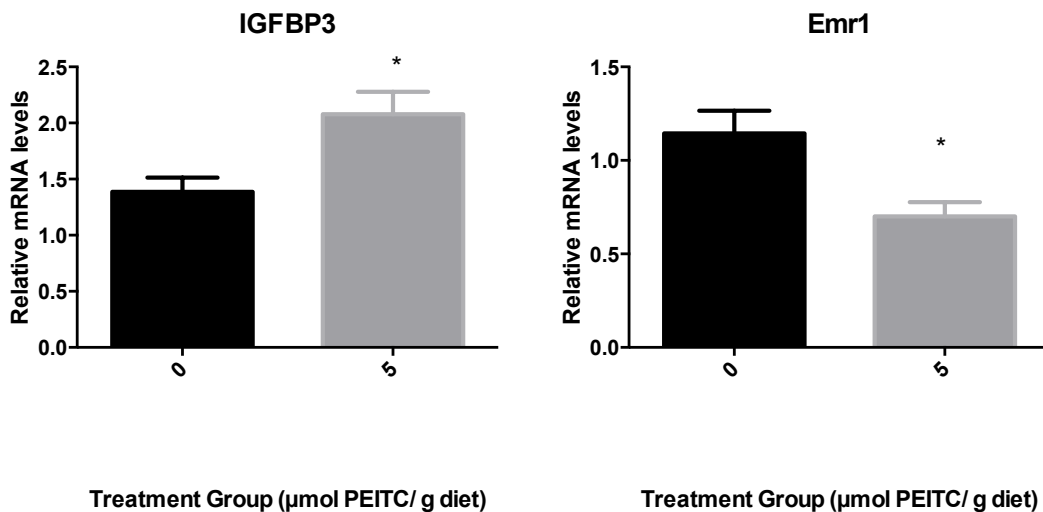 IGFBP3
*
2.5
2.0
1.5
1.0
0.5
0.0
Relative mRNA levels
0
5
Treatment Group (μmol PEITC/ g diet)
Emr1
*
1.5
1.0
0.5
0.0
Relative mRNA levels
0
5
Treatment Group (μmol PEITC/ g diet)